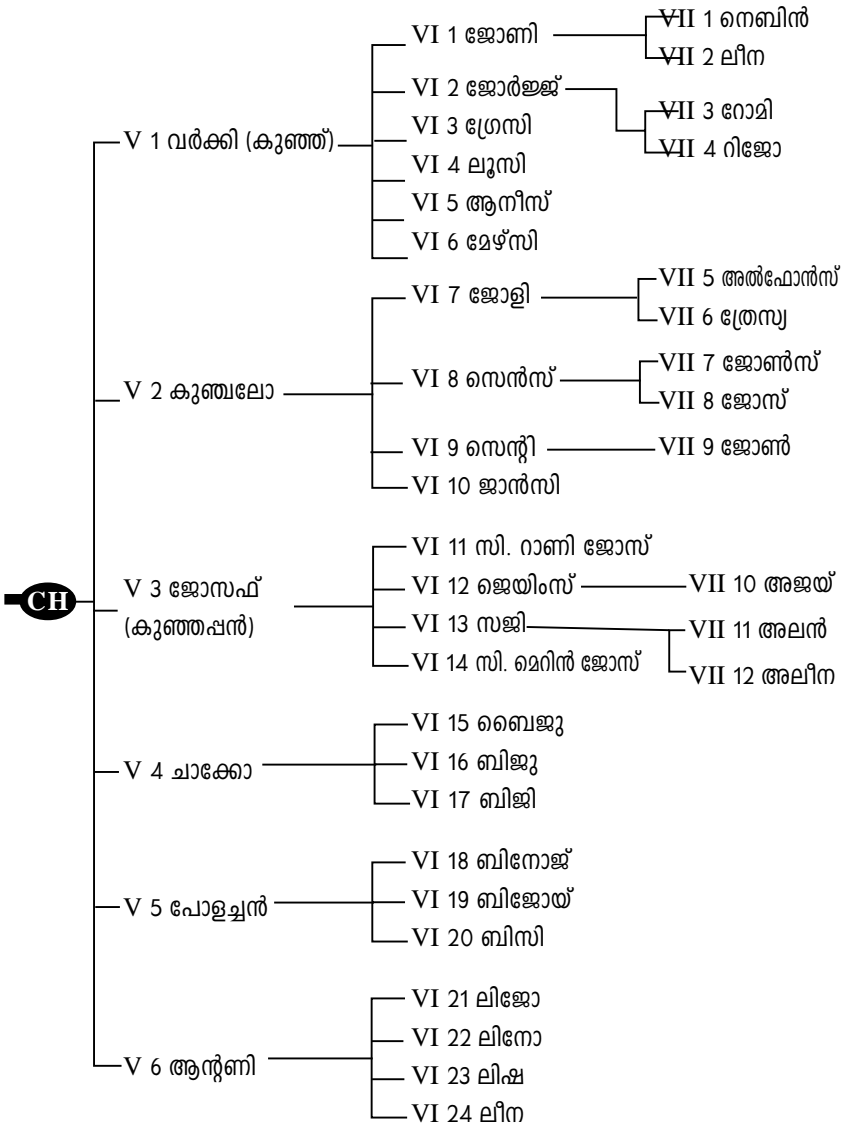 VII 1 നെബിൻ
VI 1 ജോണി
VII 2 ലീന
VI 2 ജോർജ്ജ്
VII 3 റോമി
VI 3 ഗ്രേസി
V 1 വർക്കി (കുഞ്ഞ്)
VII 4 റിജോ
VI 4 ലൂസി
VI 5 ആനീസ്
VI 6 മേഴ്സി
VII 5 അൽഫോൻസ്
VI 7 ജോളി
VII 6 ത്രേസ്യ
VII 7 ജോൺസ്
VI 8 സെൻസ്
V 2 കുഞ്ചലോ
VII 8 ജോസ്
VI 9 സെന്റി
VII 9 ജോൺ
VI 10 ജാൻസി
VI 11 സി. റാണി ജോസ്
V 3 ജോസഫ്
VI 12 ജെയിംസ്
VII 10 അജയ്
CH
(കുഞ്ഞപ്പൻ)
VI 13 സജി
VII 11 അലൻ
VI 14 സി. മെറിൻ ജോസ്
VII 12 അലീന
VI 15 ബൈജു
V 4 ചാക്കോ
VI 16 ബിജു
VI 17 ബിജി
VI 18 ബിനോജ്
V 5 പോളച്ചൻ
VI 19 ബിജോയ്
VI 20 ബിസി
VI 21 ലിജോ
VI 22 ലിനോ
V 6 ആന്റണി
VI 23 ലിഷ
VI 24 ലീന